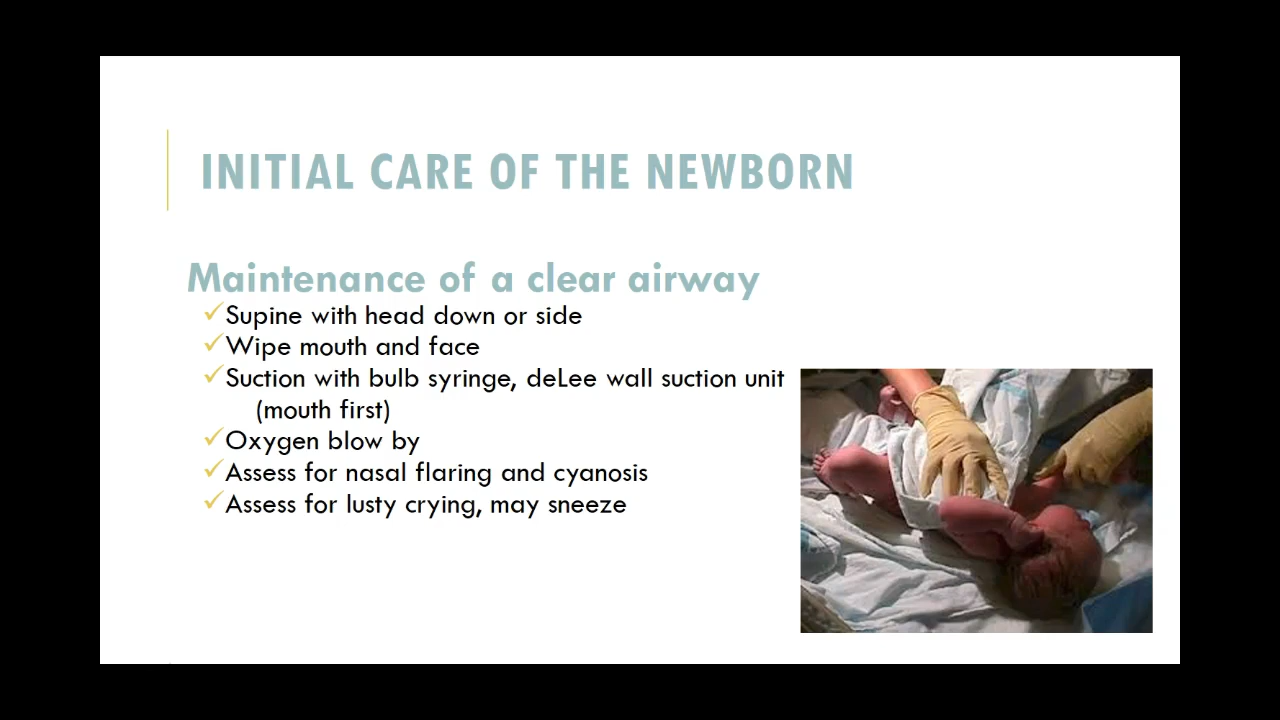 INITIAL CARE OF THE NEWBORN
Maintenance of a clear airway
✓Supine with head down or side
✓Wipe mouth and face
✓Suction with bulb syringe, deLee wall suction unit
(mouth first)
✓Oxygen blow by
✓Assess for nasal flaring and cyanosis
✓Assess for lusty crying, may sneeze